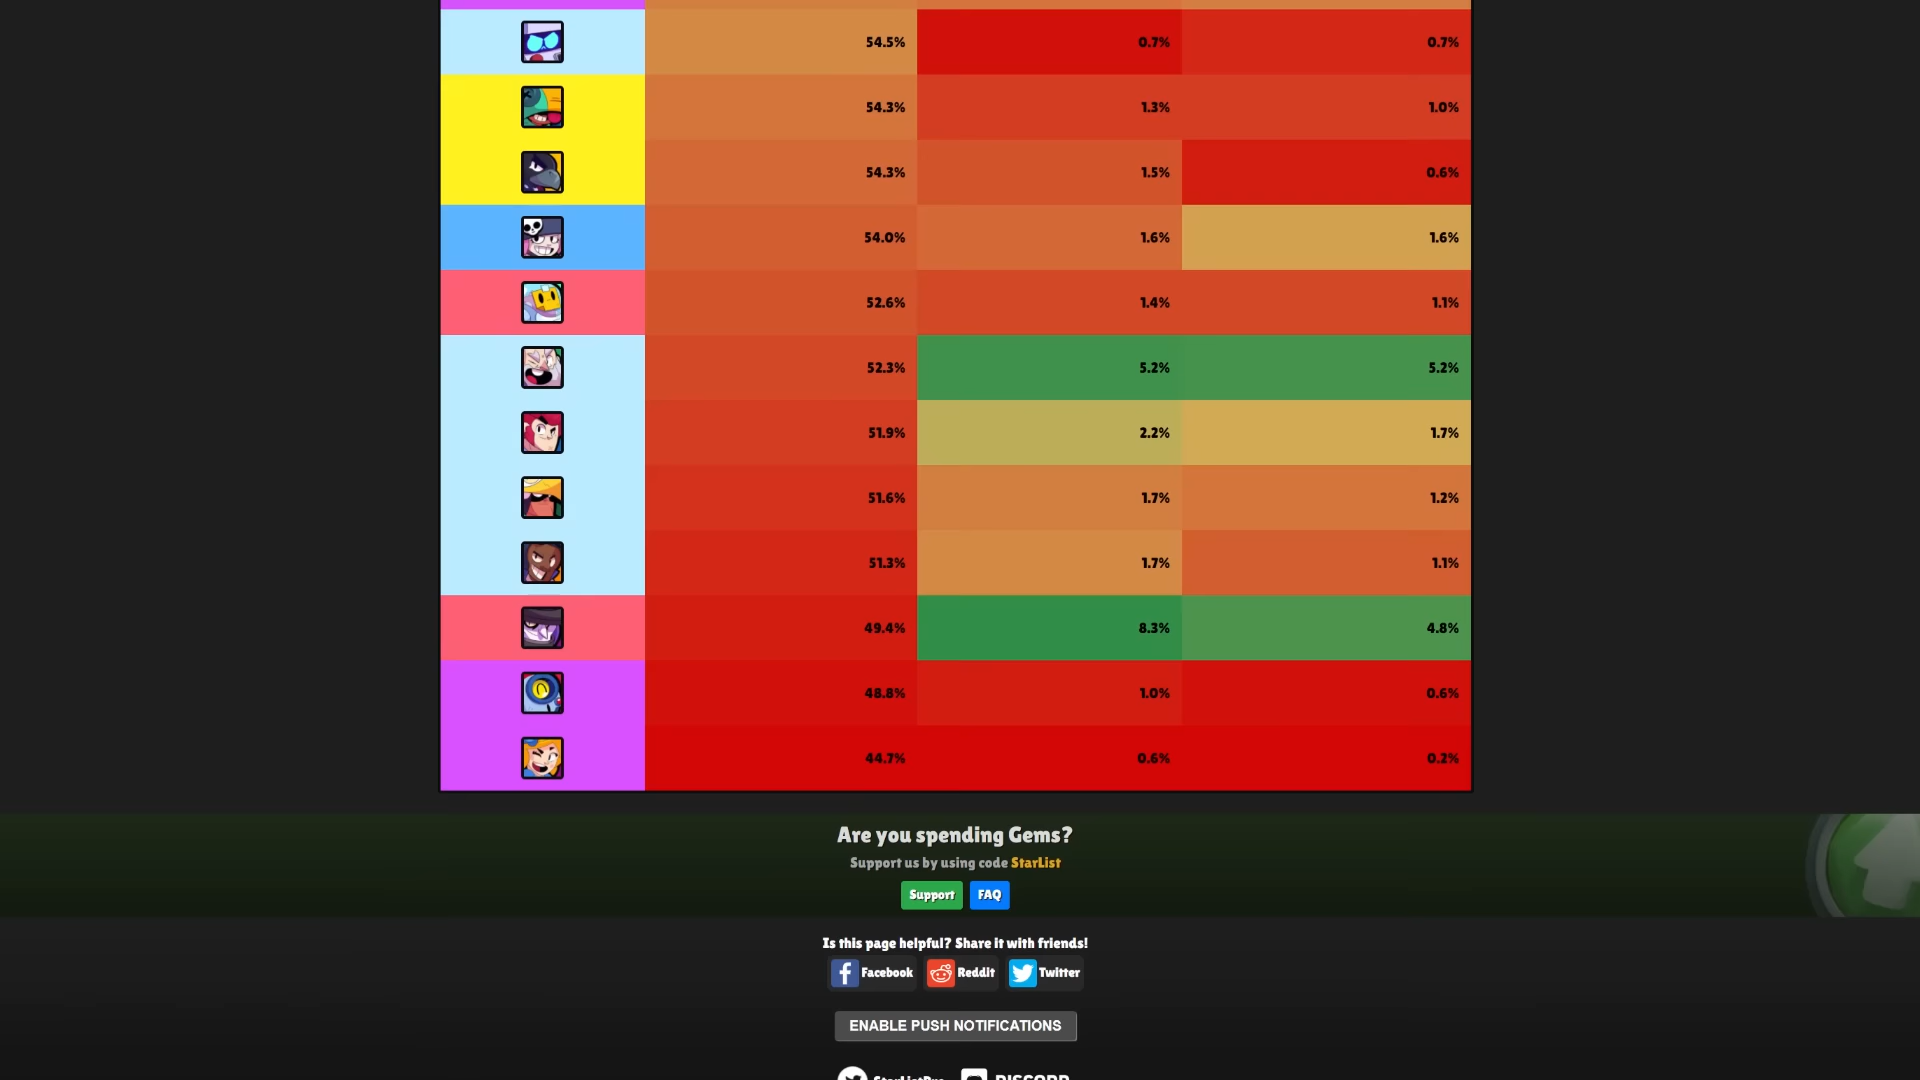 54.5% 0.7% 0.7%
54.3% 1.3% 1.0%
54.3% 1.5% 0.6%
54.0% 1.6% 1.6%
52.6% 1.4% 1.1%
52.3% 5.2% 5.2%
51.9% 2.2% 1.7%
51.6% 1.7% 1.2%
51.3% 1.7% 1.1%
49.4% 8.3% 4.8%
48.8% 1.0% 0.6%
44.7% 0.6% 0.2%
Are you spending Gems?
Support us by using code StarList
Support FAQ
Is this page helpful? Share it with friends!
Facebook Reddit Twitter
ENABLE PUSH NOTIFICATIONS
StarListPro DISCORD